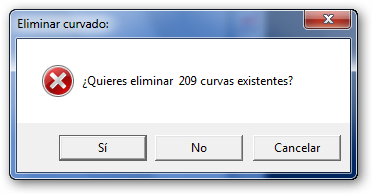 Eliminar curvado:
¿Quieres eliminar 209 curvas existentes?
Sí
No
Cancelar